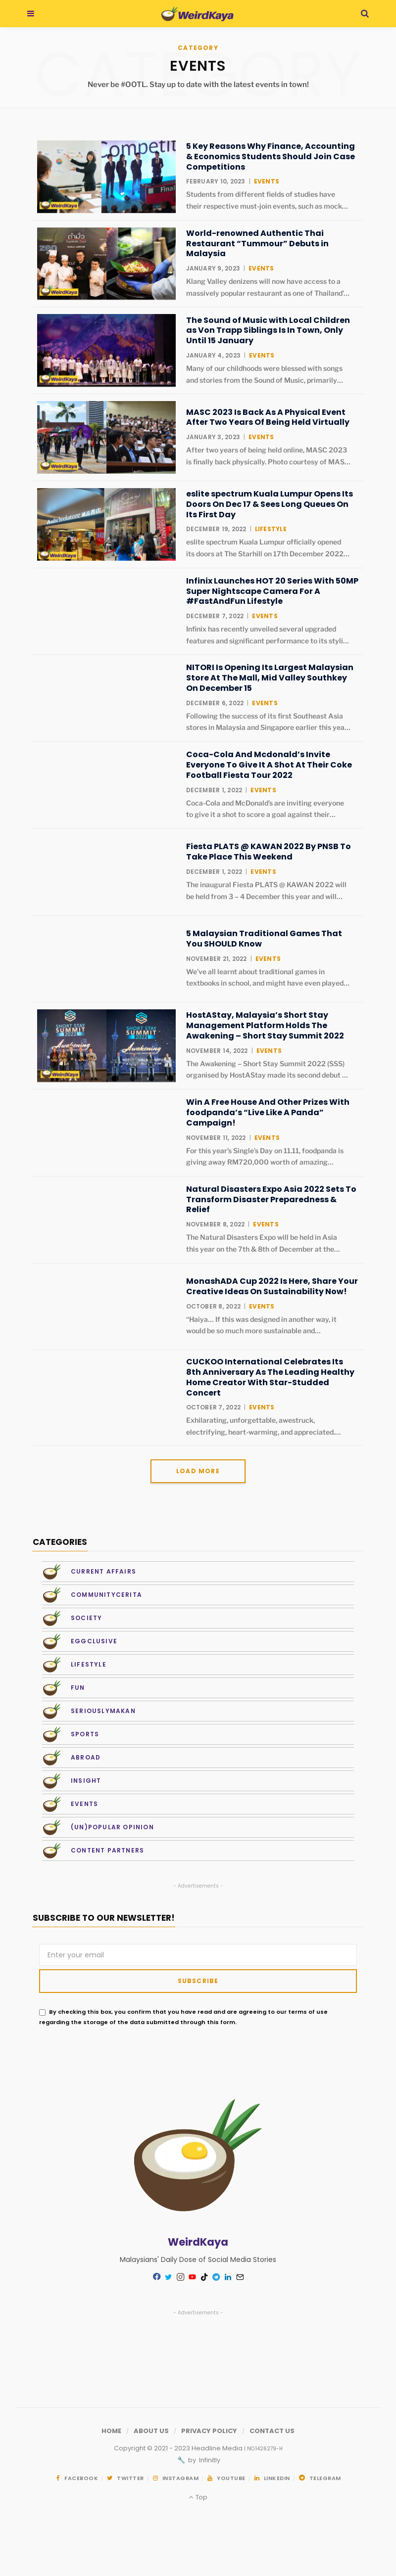 WeirdKaya
CATEGORY
CATEGORY
EVENTS
Never be #OOTL. Stay up to date with the latest events in town!
5 Key Reasons Why Finance, Accounting
& Economics Students Should Join Case
Competitions
FEBRUARY 10, 2023 | EVENTS
Students from different fields of studies have
their respective must-join events, such as mock...
WeirdKaya
World-renowned Authentic Thai
Restaurant “Tummour” Debuts in
Malaysia
JANUARY 9, 2023 | EVENTS
Klang Valley denizens will now have access to a
massively popular restaurant as one of Thailand’...
WeirdKaya
The Sound of Music with Local Children
as Von Trapp Siblings Is In Town, Only
Until 15 January
JANUARY 4, 2023 | EVENTS
Many of our childhoods were blessed with songs
and stories from the Sound of Music, primarily...
WeirdKaya
MASC 2023 Is Back As A Physical Event
After Two Years Of Being Held Virtually
JANUARY 3, 2023 | EVENTS
After two years of being held online, MASC 2023
is finally back physically. Photo courtesy of MAS...
WeirdKaya
eslite spectrum Kuala Lumpur Opens Its
Doors On Dec 17 & Sees Long Queues On
Its First Day
DECEMBER 19, 2022 | LIFESTYLE
eslite spectrum Kuala Lumpur officially opened
its doors at The Starhill on 17th December 2022...
WeirdKaya
Infinix Launches HOT 20 Series With 50MP
Super Nightscape Camera For A
#FastAndFun Lifestyle
DECEMBER 7, 2022 | EVENTS
Infinix has recently unveiled several upgraded
features and significant performance to its styli...
NITORI Is Opening Its Largest Malaysian
Store At The Mall, Mid Valley Southkey
On December 15
DECEMBER 6, 2022 | EVENTS
Following the success of its first Southeast Asia
stores in Malaysia and Singapore earlier this yea...
Coca-Cola And Mcdonald’s Invite
Everyone To Give It A Shot At Their Coke
Football Fiesta Tour 2022
DECEMBER 1, 2022 | EVENTS
Coca-Cola and McDonald’s are inviting everyone
to give it a shot to score a goal against their...
Fiesta PLATS @ KAWAN 2022 By PNSB To
Take Place This Weekend
DECEMBER 1, 2022 | EVENTS
The inaugural Fiesta PLATS @ KAWAN 2022 will
be held from 3 – 4 December this year and will...
5 Malaysian Traditional Games That
You SHOULD Know
NOVEMBER 21, 2022 | EVENTS
We’ve all learnt about traditional games in
textbooks in school, and might have even played...
HostAStay, Malaysia’s Short Stay
Management Platform Holds The
Awakening – Short Stay Summit 2022
NOVEMBER 14, 2022 | EVENTS
The Awakening – Short Stay Summit 2022 (SSS)
organised by HostAStay made its second debut ...
SHORT STAY
SUMMIT
2022
Awakening
SHORT STAY
SUMMIT
2022
Awakening
WeirdKaya
Win A Free House And Other Prizes With
foodpanda’s “Live Like A Panda”
Campaign!
NOVEMBER 11, 2022 | EVENTS
For this year’s Single’s Day on 11.11, foodpanda is
giving away RM720,000 worth of amazing...
Natural Disasters Expo Asia 2022 Sets To
Transform Disaster Preparedness &
Relief
NOVEMBER 8, 2022 | EVENTS
The Natural Disasters Expo will be held in Asia
this year on the 7th & 8th of December at the...
MonashADA Cup 2022 Is Here, Share Your
Creative Ideas On Sustainability Now!
OCTOBER 8, 2022 | EVENTS
“Haiya... If this was designed in another way, it
would be so much more sustainable and...
CUCKOO International Celebrates Its
8th Anniversary As The Leading Healthy
Home Creator With Star-Studded
Concert
OCTOBER 7, 2022 | EVENTS
Exhilarating, unforgettable, awestruck,
electrifying, heart-warming, and appreciated,...
LOAD MORE
CATEGORIES
CURRENT AFFAIRS
COMMUNITYCERITA
SOCIETY
EGGCLUSIVE
LIFESTYLE
FUN
SERIOUSLYMAKAN
SPORTS
ABROAD
INSIGHT
EVENTS
(UN)POPULAR OPINION
CONTENT PARTNERS
- Advertisements -
SUBSCRIBE TO OUR NEWSLETTER!
Enter your email
SUBSCRIBE
By checking this box, you confirm that you have read and are agreeing to our terms of use
regarding the storage of the data submitted through this form.
WeirdKaya
Malaysians' Daily Dose of Social Media Stories
- Advertisements -
HOME / ABOUT US / PRIVACY POLICY / CONTACT US
Copyright © 2021 - 2023 Headline Media | NS1426279-H
by Infinitly
FACEBOOK / TWITTER / INSTAGRAM / YOUTUBE / LINKEDIN / TELEGRAM
Top